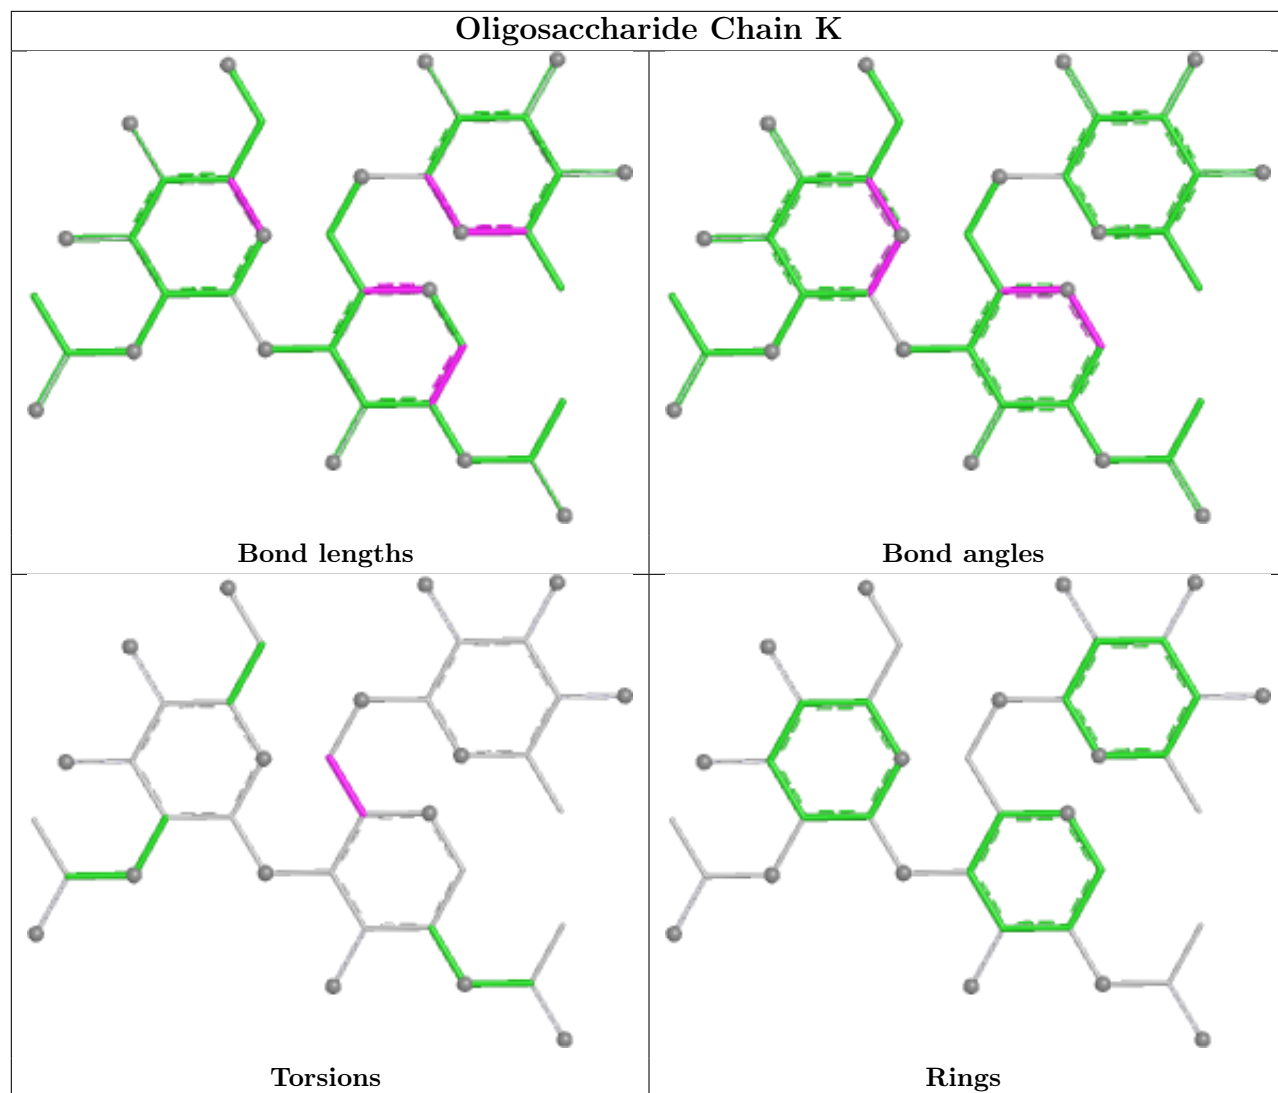 Oligosaccharide Chain K
Bond lengths
Bond angles
Torsions
Rings